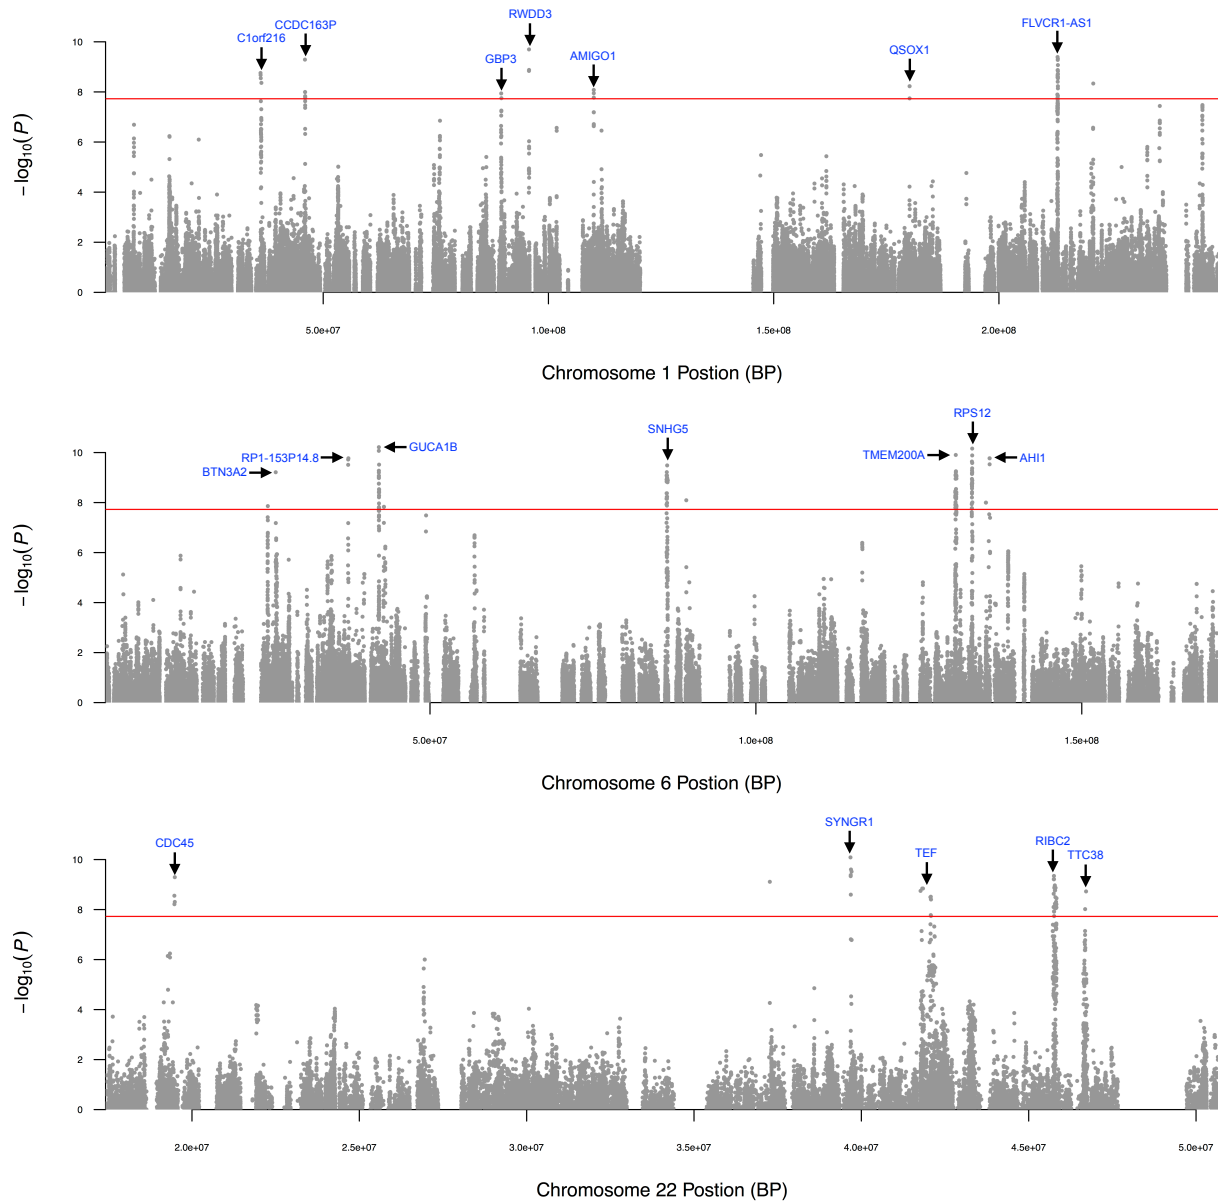 RWDD3
CCDC163P
C1orf216
FLVCR1-AS1
GBP3
AMIGO1
QSOX1
10
8
6
4
2
0
−log10(P)
5.0e+07
1.0e+08
1.5e+08
2.0e+08
Chromosome 1 Postion (BP)
RPS12
SNHG5
GUCA1B
RP1-153P14.8
BTN3A2
TMEM200A
AHI1
10
8
6
4
2
0
−log10(P)
5.0e+07
1.0e+08
1.5e+08
Chromosome 6 Postion (BP)
SYNGR1
CDC45
TEF
RIBC2
TTC38
10
8
6
4
2
0
−log10(P)
2.0e+07
2.5e+07
3.0e+07
3.5e+07
4.0e+07
4.5e+07
5.0e+07
Chromosome 22 Postion (BP)